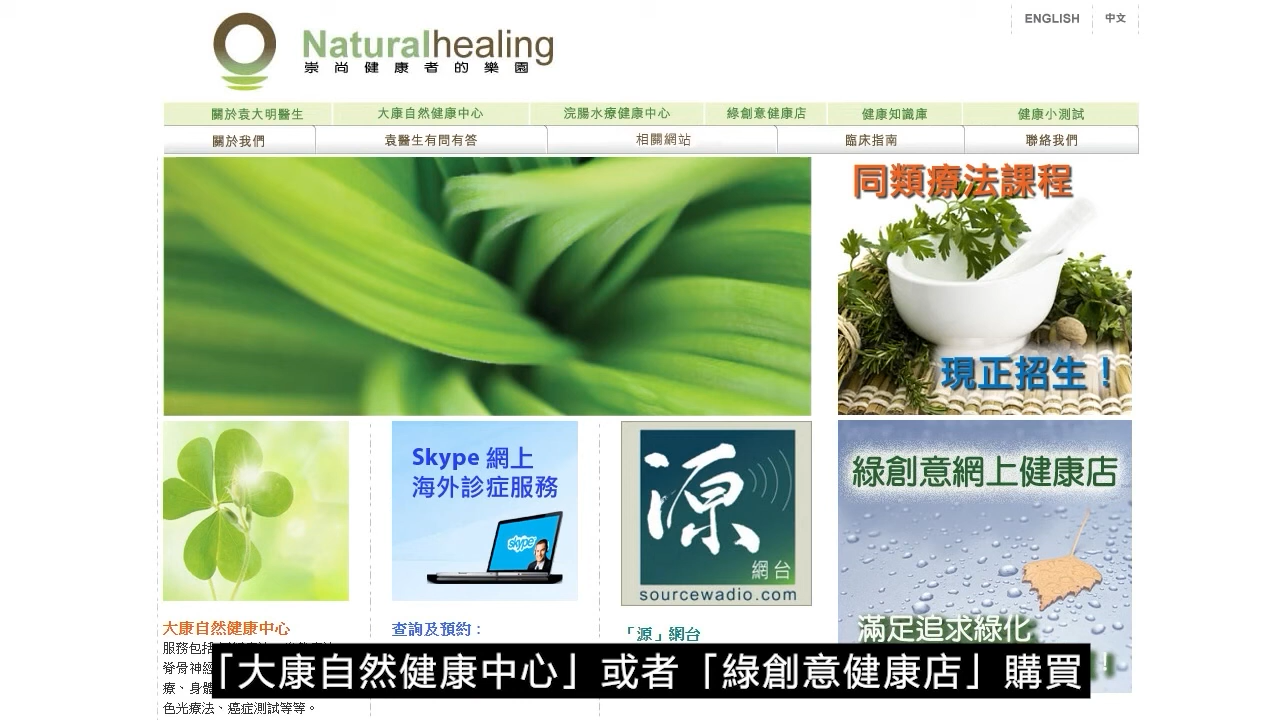 ENGLISH 中文
Naturalhealing
崇尚健康者的樂園
關於袁大明醫生 大康自然健康中心 浣腸水療健康中心 綠創意健康店 健康知識庫 健康小測試
關於我們 袁醫生有問有答 相關網站 臨床指南 聯絡我們
同類療法課程
現正招生！
Skype 網上
海外診症服務
skype
源
網台
sourcewadio.com
綠創意網上健康店
滿足追求綠化
大康自然健康中心
服務包括
查詢及預約：
「源」網台
脊骨神經
療、身體
色光療法、癌症測試等等。
「大康自然健康中心」或者「綠創意健康店」購買